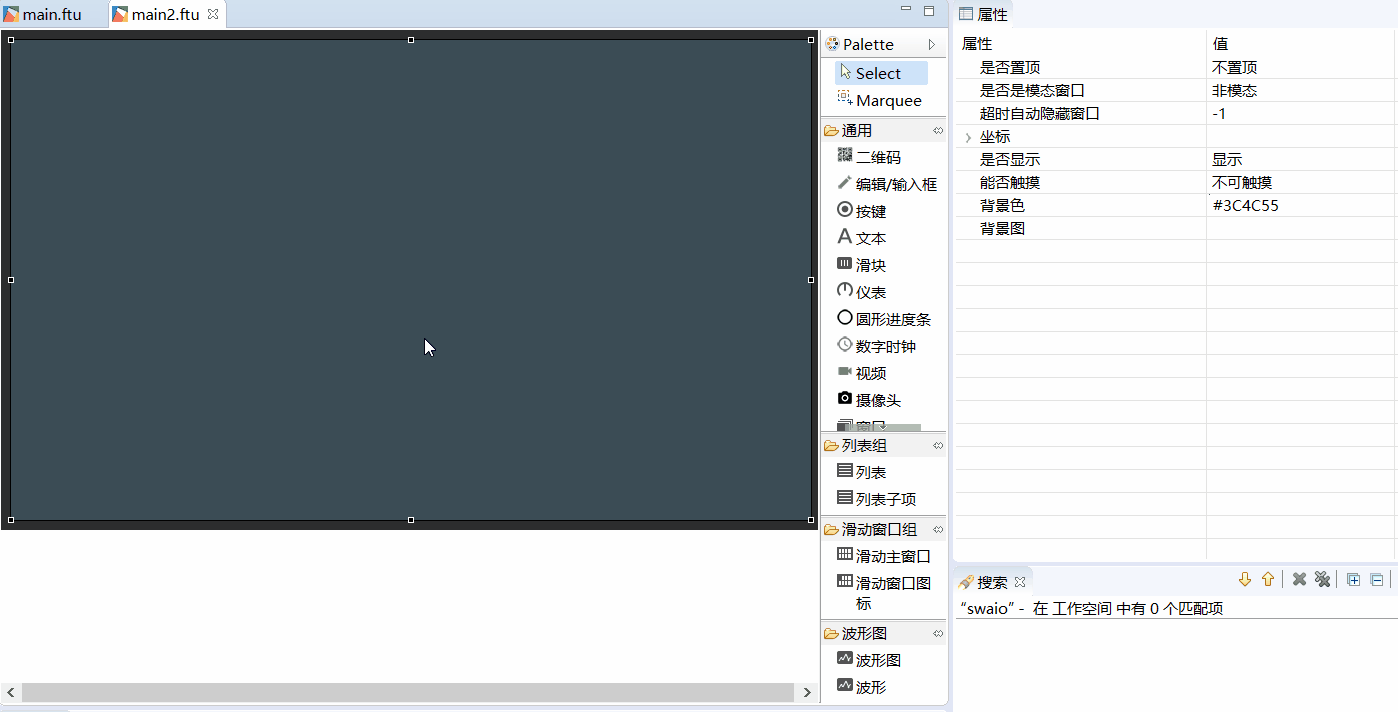 main.ftu
main2.ftu
Palette
Select
Marquee
通用
二维码
编辑/输入框
按键
文本
滑块
仪表
圆形进度条
数字时钟
视频
摄像头
窗口
列表组
列表
列表子项
滑动窗口组
滑动主窗口
滑动窗口图
标
波形图
波形图
波形
属性
属性 值
是否置顶 不置顶
是否是模态窗口 非模态
超时自动隐藏窗口 -1
坐标
是否显示 显示
能否触摸 不可触摸
背景色 #3C4C55
背景图
搜索
“swaio” - 在 工作空间 中有 0 个匹配项